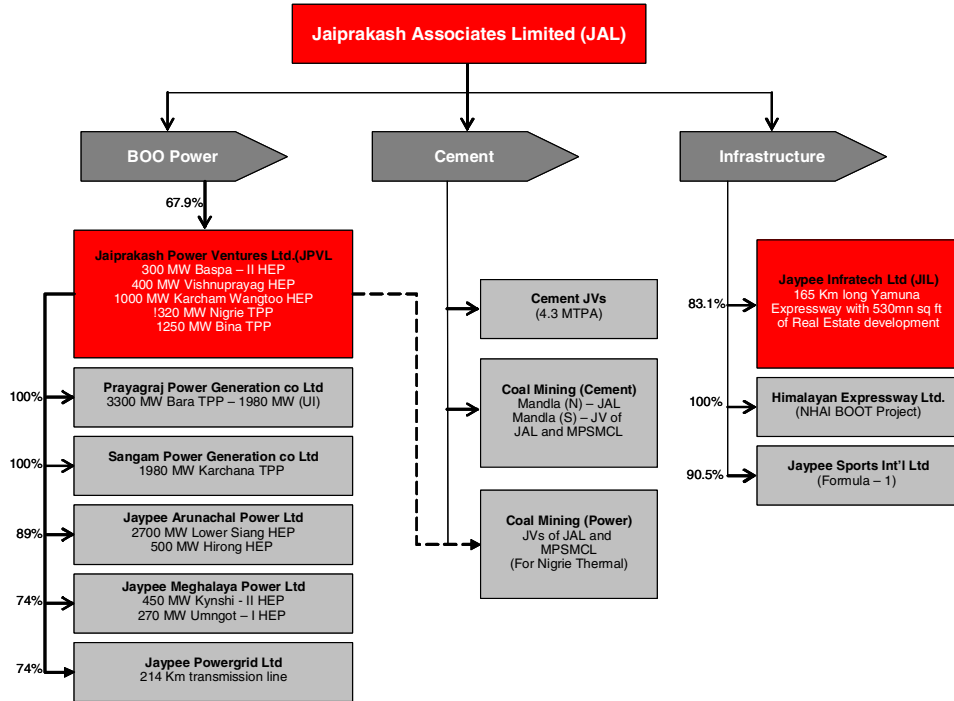 Jaiprakash Associates Limited (JAL)
BOO Power
Cement
Infrastructure
67.9%
Jaiprakash Power Ventures Ltd.(JPVL
300 MW Baspa – II HEP
400 MW Vishnuprayag HEP
1000 MW Karcham Wangtoo HEP
!320 MW Nigrie TPP
1250 MW Bina TPP
100%
Prayagraj Power Generation co Ltd
3300 MW Bara TPP – 1980 MW (UI)
100%
Sangam Power Generation co Ltd
1980 MW Karchana TPP
89%
Jaypee Arunachal Power Ltd
2700 MW Lower Siang HEP
500 MW Hirong HEP
74%
Jaypee Meghalaya Power Ltd
450 MW Kynshi - II HEP
270 MW Umngot – I HEP
74%
Jaypee Powergrid Ltd
214 Km transmission line
Cement JVs
(4.3 MTPA)
Coal Mining (Cement)
Mandla (N) – JAL
Mandla (S) – JV of
JAL and MPSMCL
Coal Mining (Power)
JVs of JAL and
MPSMCL
(For Nigrie Thermal)
83.1%
Jaypee Infratech Ltd (JIL)
165 Km long Yamuna
Expressway with 530mn sq ft
of Real Estate development
100%
Himalayan Expressway Ltd.
(NHAI BOOT Project)
90.5%
Jaypee Sports Int'l Ltd
(Formula – 1)